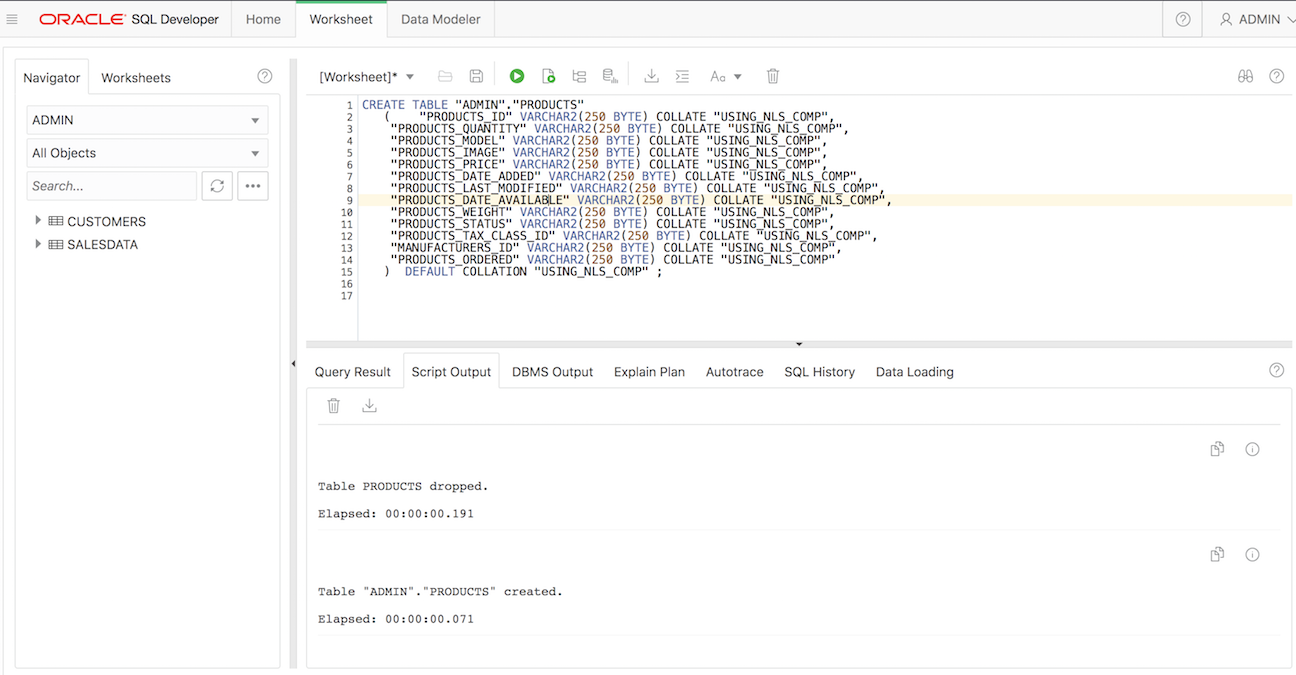 ORACLE SQL Developer Home Worksheet Data Modeler ADMIN
Navigator Worksheets
ADMIN
All Objects
Search...
CUSTOMERS
SALESDATA
[Worksheet]* Aa
1 CREATE TABLE "ADMIN"."PRODUCTS"
2 ( "PRODUCTS_ID" VARCHAR2(250 BYTE) COLLATE "USING_NLS_COMP",
3 "PRODUCTS_QUANTITY" VARCHAR2(250 BYTE) COLLATE "USING_NLS_COMP",
4 "PRODUCTS_MODEL" VARCHAR2(250 BYTE) COLLATE "USING_NLS_COMP",
5 "PRODUCTS_IMAGE" VARCHAR2(250 BYTE) COLLATE "USING_NLS_COMP",
6 "PRODUCTS_PRICE" VARCHAR2(250 BYTE) COLLATE "USING_NLS_COMP",
7 "PRODUCTS_DATE_ADDED" VARCHAR2(250 BYTE) COLLATE "USING_NLS_COMP",
8 "PRODUCTS_LAST_MODIFIED" VARCHAR2(250 BYTE) COLLATE "USING_NLS_COMP",
9 "PRODUCTS_DATE_AVAILABLE" VARCHAR2(250 BYTE) COLLATE "USING_NLS_COMP",
10 "PRODUCTS_WEIGHT" VARCHAR2(250 BYTE) COLLATE "USING_NLS_COMP",
11 "PRODUCTS_STATUS" VARCHAR2(250 BYTE) COLLATE "USING_NLS_COMP",
12 "PRODUCTS_TAX_CLASS_ID" VARCHAR2(250 BYTE) COLLATE "USING_NLS_COMP",
13 "MANUFACTURERS_ID" VARCHAR2(250 BYTE) COLLATE "USING_NLS_COMP",
14 "PRODUCTS_ORDERED" VARCHAR2(250 BYTE) COLLATE "USING_NLS_COMP"
15 ) DEFAULT COLLATION "USING_NLS_COMP" ;
16
17
Query Result Script Output DBMS Output Explain Plan Autotrace SQL History Data Loading
Table PRODUCTS dropped.
Elapsed: 00:00:00.191
Table "ADMIN"."PRODUCTS" created.
Elapsed: 00:00:00.071